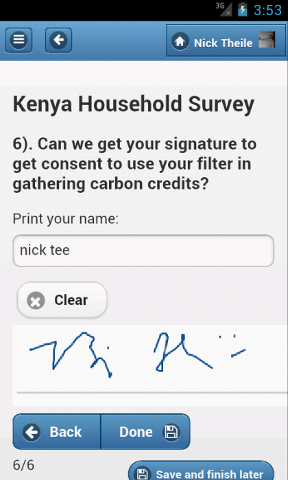 3G 3:53
Nick Theile
Kenya Household Survey
6). Can we get your signature to
get consent to use your filter in
gathering carbon credits?
Print your name:
nick tee
Clear
Back Done
6/6
Save and finish later